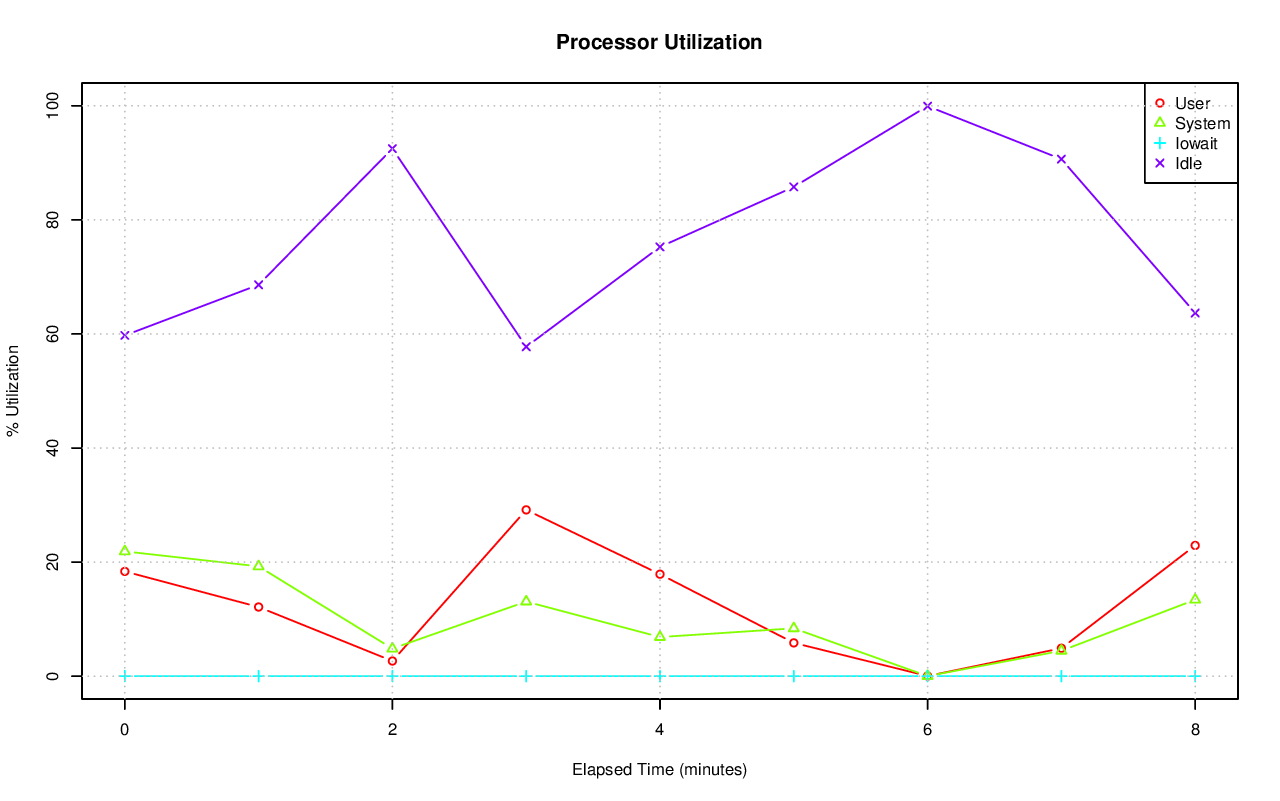 Processor Utilization
User
System
Iowait
Idle
% Utilization
100
80
60
40
20
0
0 2 4 6 8
Elapsed Time (minutes)